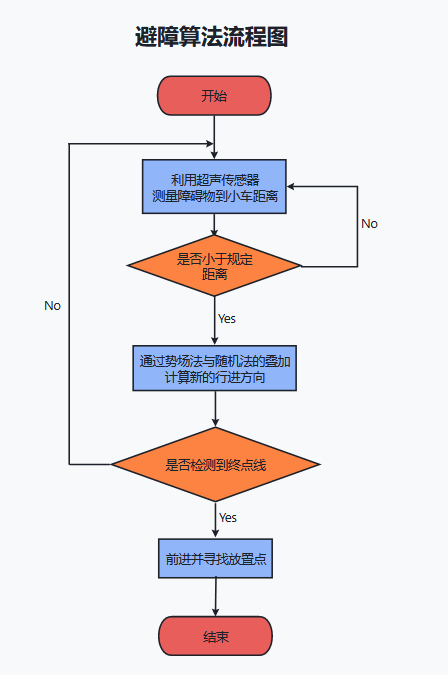 避障算法流程图
开始
利用超声传感器
测量障碍物到小车距离
No
是否小于规定
距离
No
Yes
通过势场法与随机法的叠加
计算新的行进方向
是否检测到终点线
Yes
前进并寻找放置点
结束